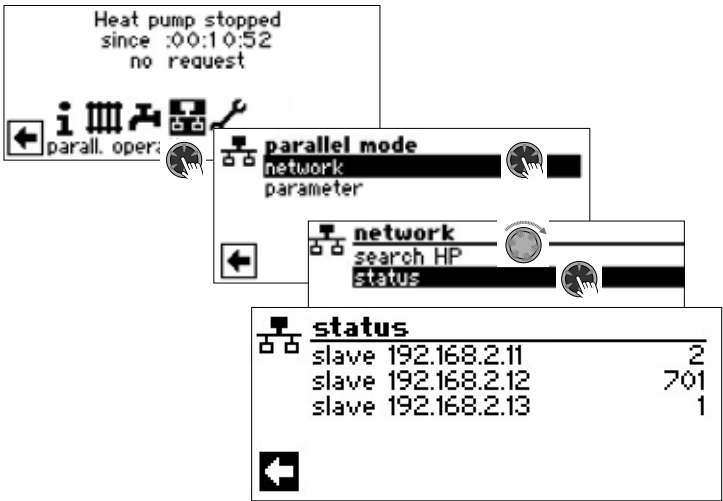 Heat pump stopped
since :00:10:52
no request
parall. opera
parallel mode
network
parameter
network
search HP
status
status
slave 192.168.2.11 2
slave 192.168.2.12 701
slave 192.168.2.13 1